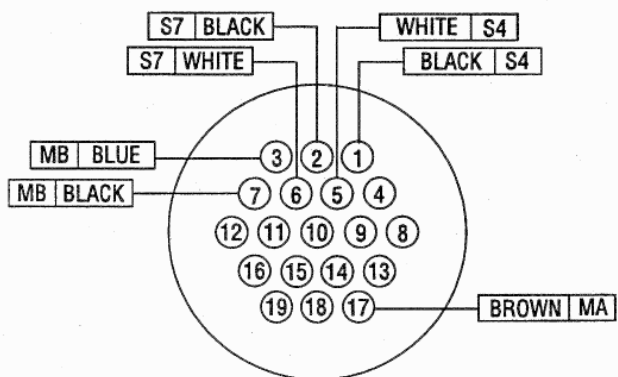 S7 BLACK WHITE S4
S7 WHITE BLACK S4
MB BLUE 3 2 1
MB BLACK 7 6 5 4
12 11 10 9 8
16 15 14 13
19 18 17 BROWN MA